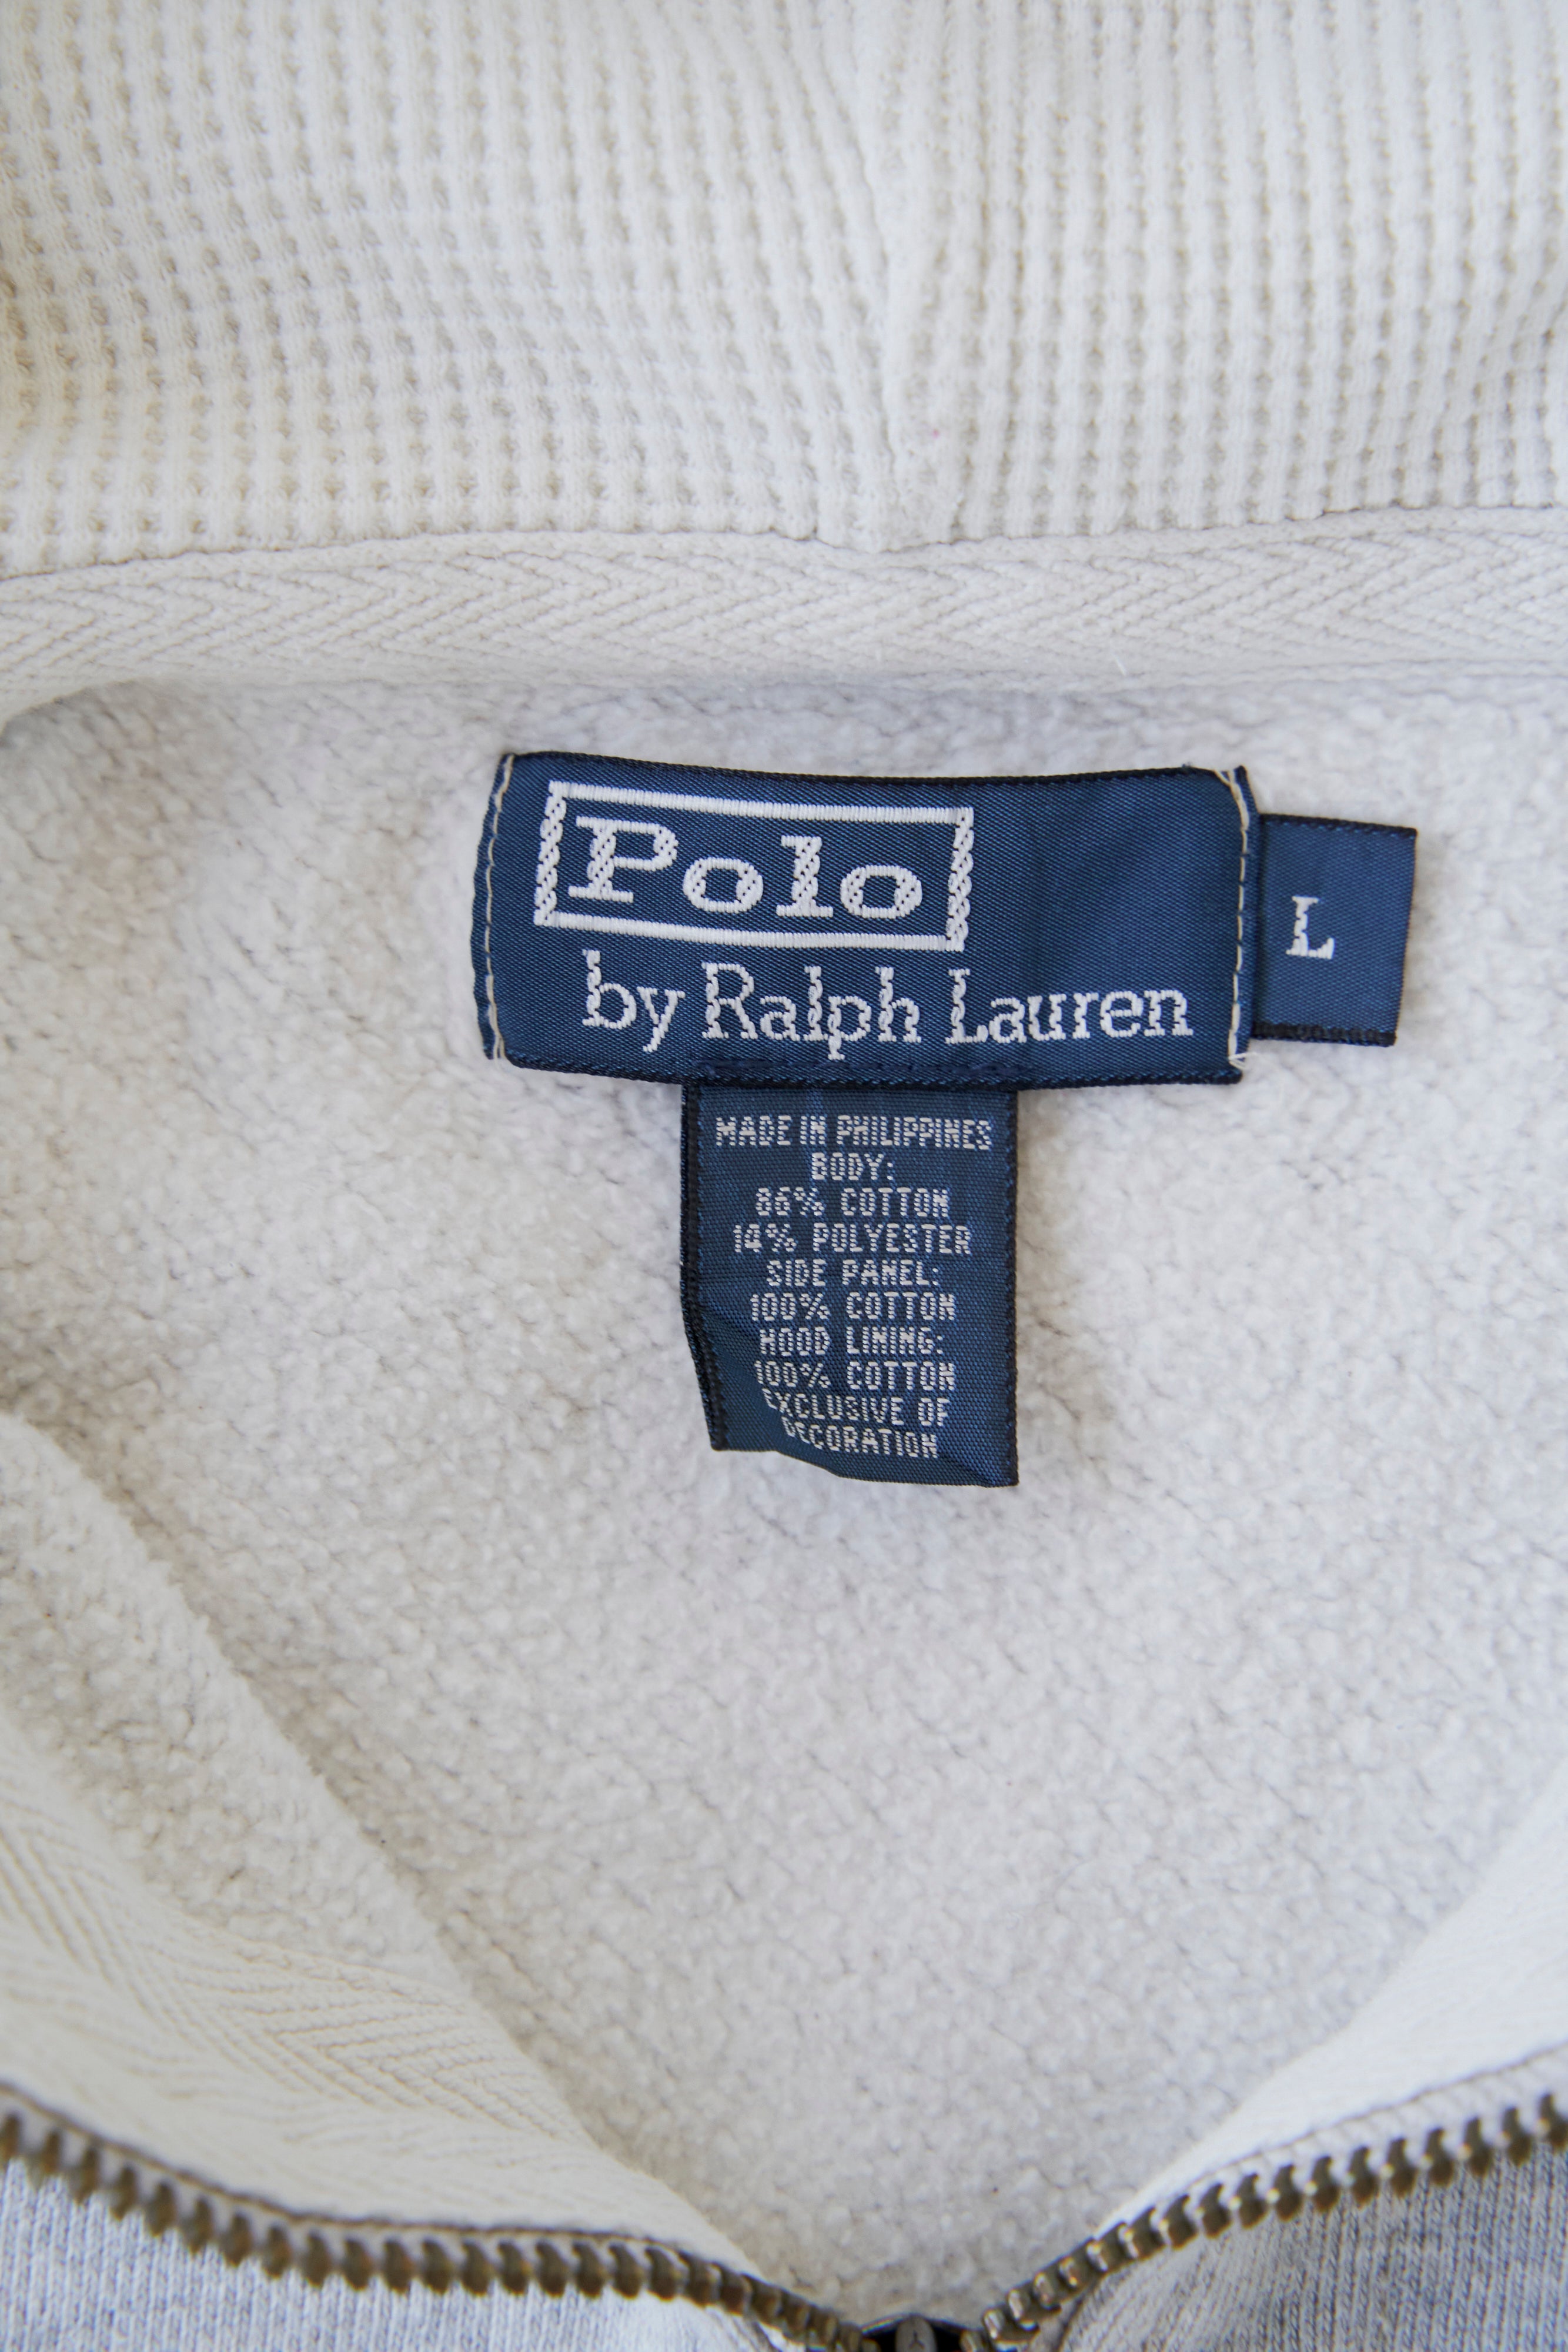 Polo
by Ralph Lauren
L
MADE IN PHILIPPINES
BODY:
86% COTTON
14% POLYESTER
SIDE PANEL:
100% COTTON
HOOD LINING:
100% COTTON
EXCLUSIVE OF
DECORATION